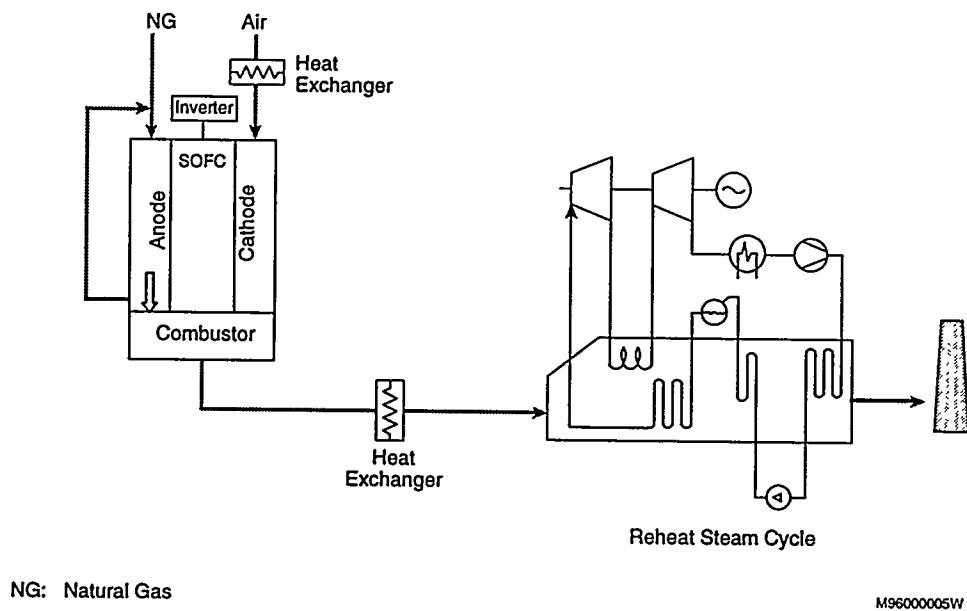 NG
Air
Heat
Exchanger
Inverter
SOFC
Anode
Cathode
Combustor
Heat
Exchanger
Reheat Steam Cycle
NG: Natural Gas
M96000005W